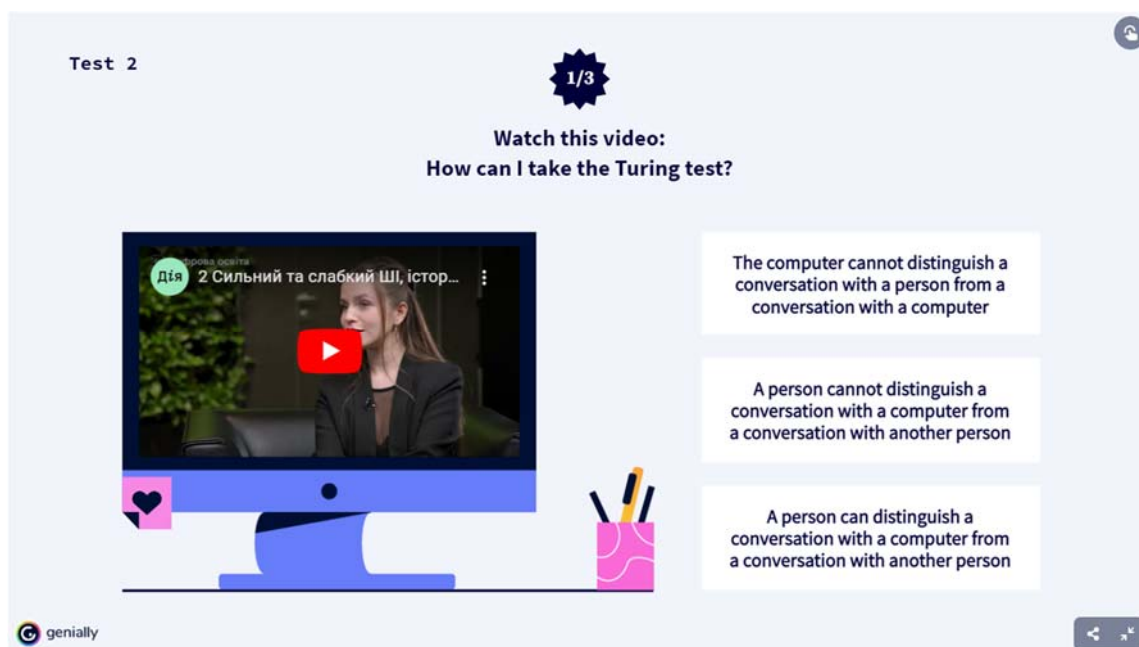 Test 2
1/3
Watch this video:
How can I take the Turing test?
фрова освіта
Дія
2 Сильний та слабкий ШІ, істор...
The computer cannot distinguish a
conversation with a person from a
conversation with a computer
A person cannot distinguish a
conversation with a computer from
a conversation with another person
A person can distinguish a
conversation with a computer from
a conversation with another person
genially